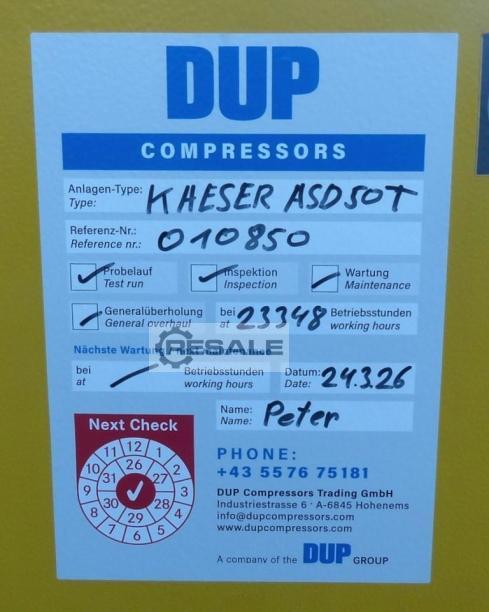 DUP
COMPRESSORS
Anlagen-Type: KAESER ASD50T
Type:
Referenz-Nr.: 010850
Reference nr.:
Probelauf Inspektion Wartung
Test run Inspection Maintenance
Generalüberholung bei 23348 Betriebsstunden
General overhaul at working hours
RESALE
Nächste Wartung / next maintenance
bei Betriebsstunden Datum: 24.3.26
at working hours Date:
Name: Peter
Name:
Next Check
12 1 2 3 4 5 6 7 8 9 10 11
26 27 28 29 30 31
PHONE:
+43 5576 75181
DUP Compressors Trading GmbH
Industriestrasse 6 · A-6845 Hohenems
info@dupcompressors.com
www.dupcompressors.com
A company of the DUP GROUP